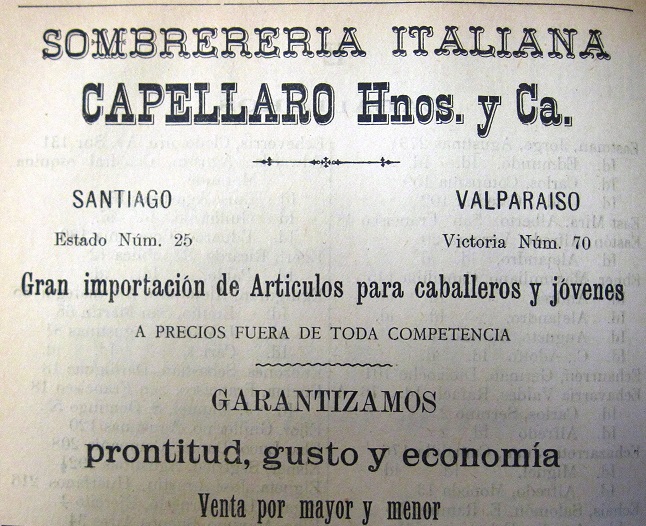 SOMBRERERIA ITALIANA
CAPELLARO Hnos. y Ca.
SANTIAGO
VALPARAISO
Estado Núm. 25
Victoria Núm. 70
Gran importación de Articulos para caballeros y jóvenes
A PRECIOS FUERA DE TODA COMPETENCIA
GARANTIZAMOS
prontitud, gusto y economía
Venta por mayor y menor